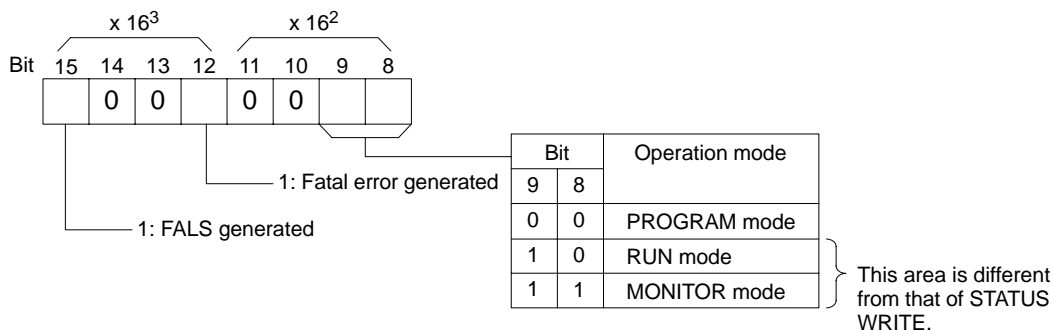 x 16³ x 16²
Bit 15 14 13 12 11 10 9 8
0 0 0 0
1: Fatal error generated
1: FALS generated
Bit Operation mode
9 8
0 0 PROGRAM mode
1 0 RUN mode
1 1 MONITOR mode
This area is different
from that of STATUS
WRITE.